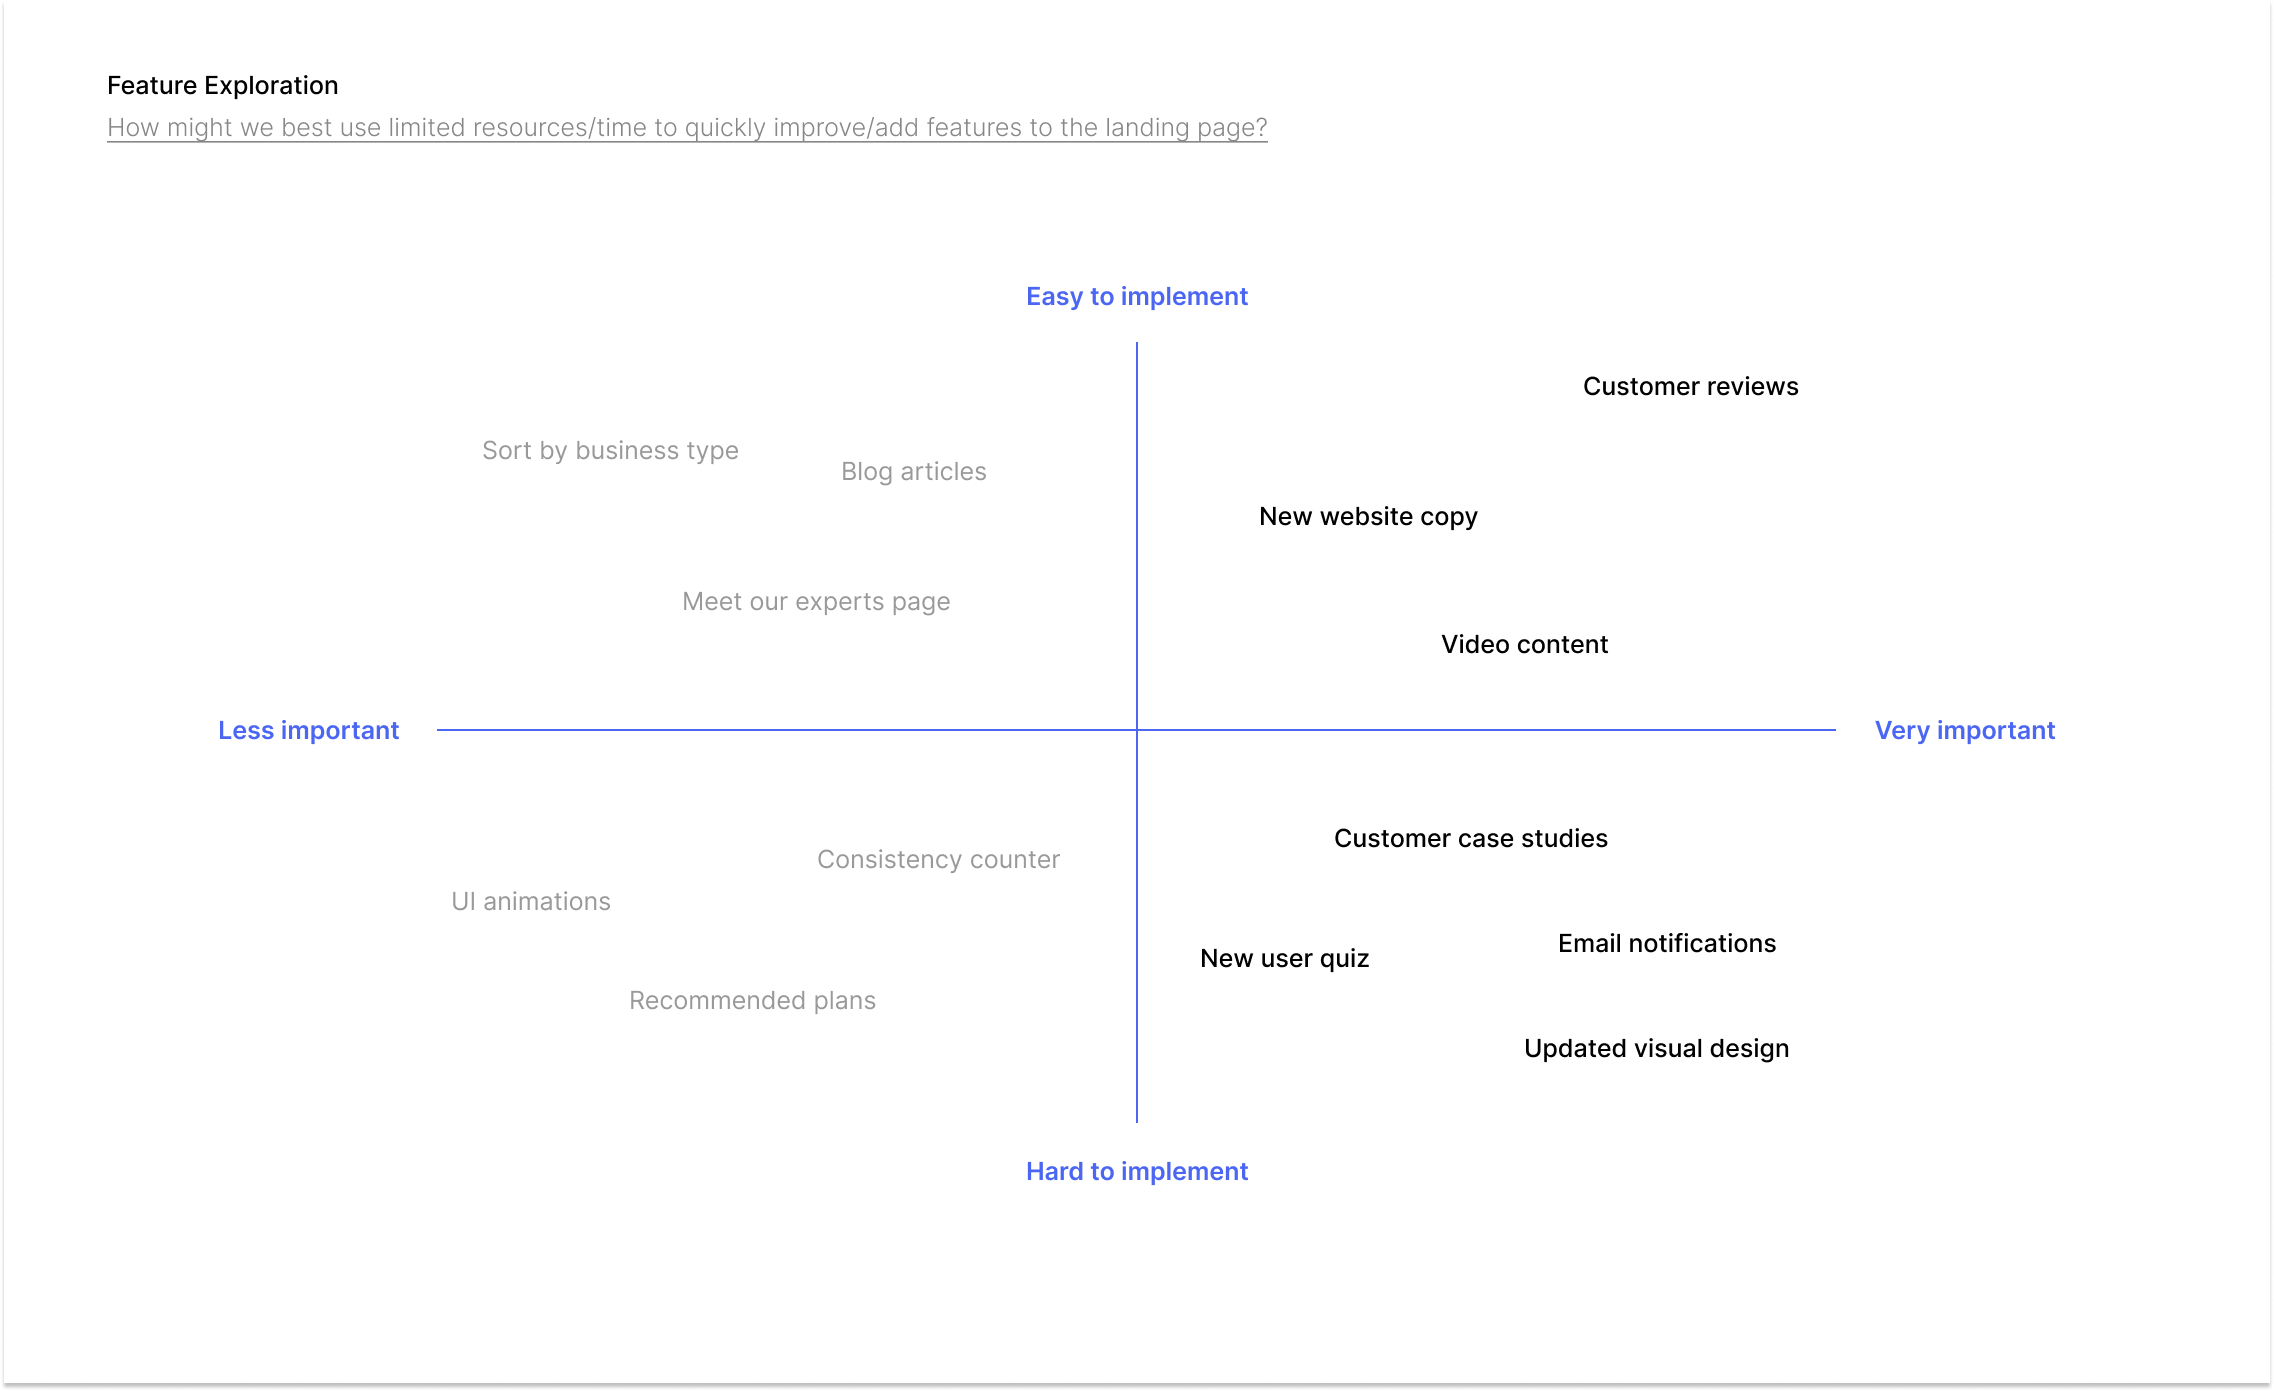 Feature Exploration
How might we best use limited resources/time to quickly improve/add features to the landing page?
Easy to implement
Customer reviews
Sort by business type
Blog articles
New website copy
Meet our experts page
Video content
Less important
Very important
Customer case studies
Consistency counter
UI animations
Email notifications
New user quiz
Recommended plans
Updated visual design
Hard to implement